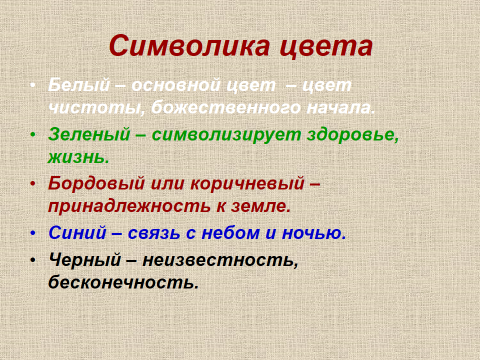 Символика цвета
• Белый – основной цвет – цвет
чистоты, божественного начала.
• Зеленый – символизирует здоровье,
жизнь.
• Бордовый или коричневый –
принадлежность к земле.
• Синий – связь с небом и ночью.
• Черный – неизвестность,
бесконечность.